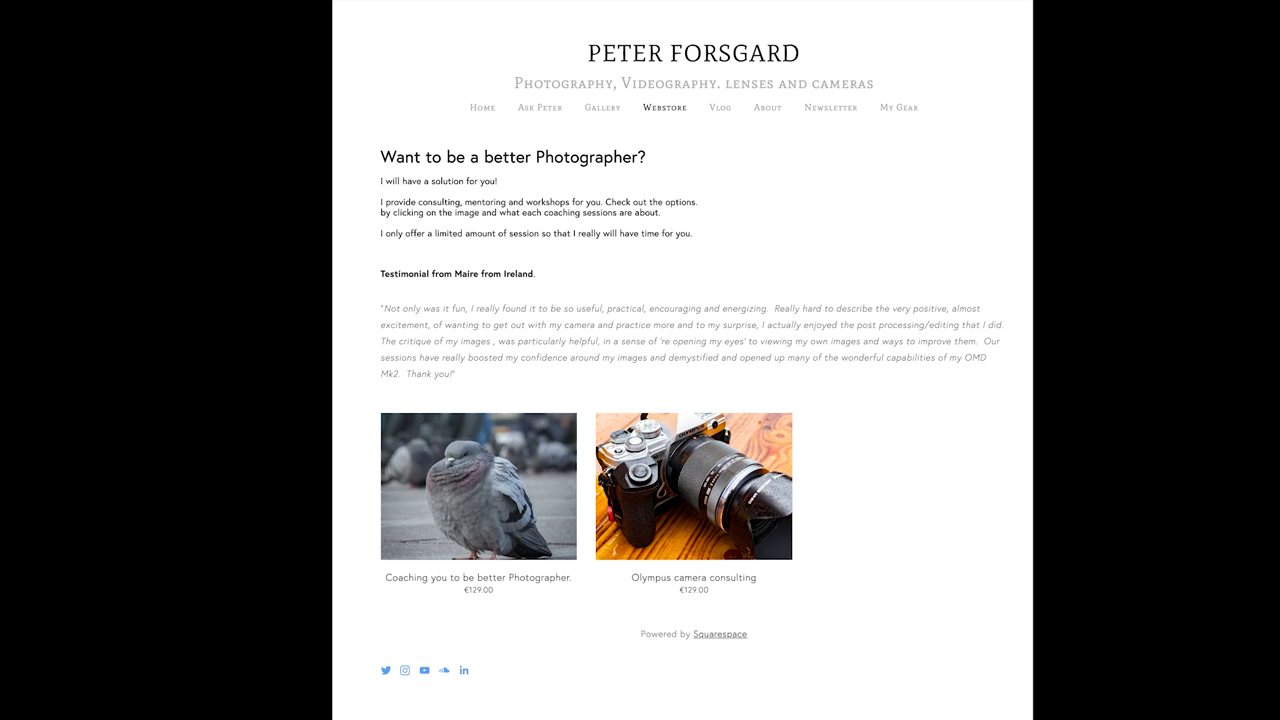 PETER FORSGARD
Photography, Videography. lenses and cameras
Home Ask Peter Gallery Webstore Vlog About Newsletter My Gear
Want to be a better Photographer?
I will have a solution for you!
I provide consulting, mentoring and workshops for you. Check out the options.
by clicking on the image and what each coaching sessions are about.
I only offer a limited amount of session so that I really will have time for you.
Testimonial from Maire from Ireland.
"Not only was it fun, I really found it to be so useful, practical, encouraging and energizing. Really hard to describe the very positive, almost
excitement, of wanting to get out with my camera and practice more and to my surprise, I actually enjoyed the post processing/editing that I did.
The critique of my images , was particularly helpful, in a sense of 're opening my eyes' to viewing my own images and ways to improve them. Our
sessions have really boosted my confidence around my images and demystified and opened up many of the wonderful capabilities of my OMD
Mk2. Thank you!"
Coaching you to be better Photographer.
€129.00
Olympus camera consulting
€129.00
Powered by Squarespace